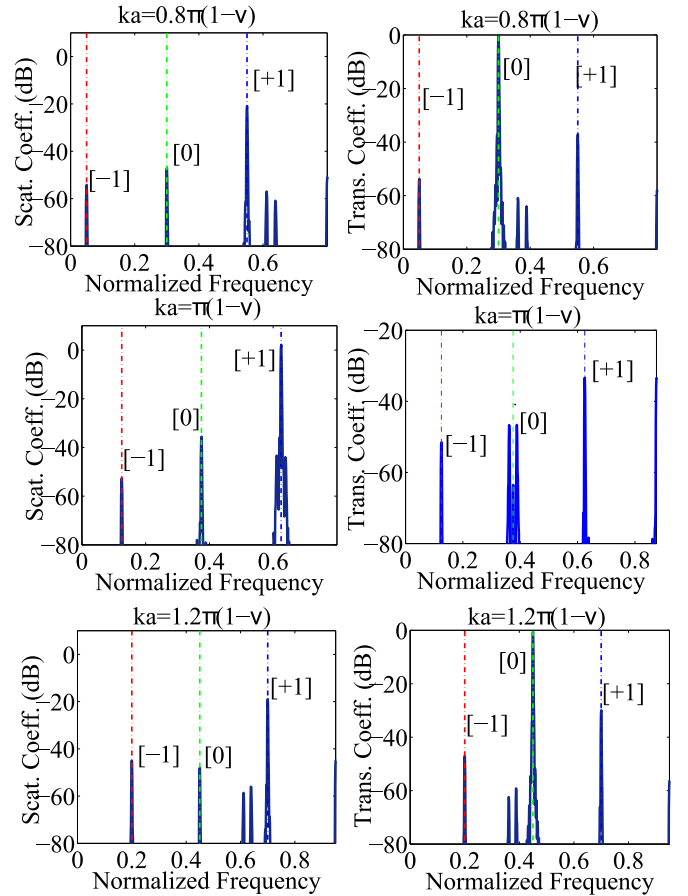 ka=0.8π(1−v)
Scat. Coeff. (dB)
0
−20
−40
−60
−80
[−1]
[0]
[+1]
0 0.2 0.4 0.6
Normalized Frequency
ka=0.8π(1−v)
Trans. Coeff. (dB)
0
−20
−40
−60
−80
[−1]
[0]
[+1]
0 0.2 0.4 0.6
Normalized Frequency
ka=π(1−v)
Scat. Coeff. (dB)
0
−20
−40
−60
−80
[−1]
[0]
[+1]
0 0.2 0.4 0.6 0.8
Normalized Frequency
ka=π(1−v)
Trans. Coeff. (dB)
−20
−40
−60
−80
[−1]
[0]
[+1]
0 0.2 0.4 0.6 0.8
Normalized Frequency
ka=1.2π(1−v)
Scat. Coeff. (dB)
0
−20
−40
−60
−80
[−1]
[0]
[+1]
0 0.2 0.4 0.6 0.8
Normalized Frequency
ka=1.2π(1−v)
Trans. Coeff. (dB)
0
−20
−40
−60
−80
[−1]
[0]
[+1]
0 0.2 0.4 0.6 0.8
Normalized Frequency